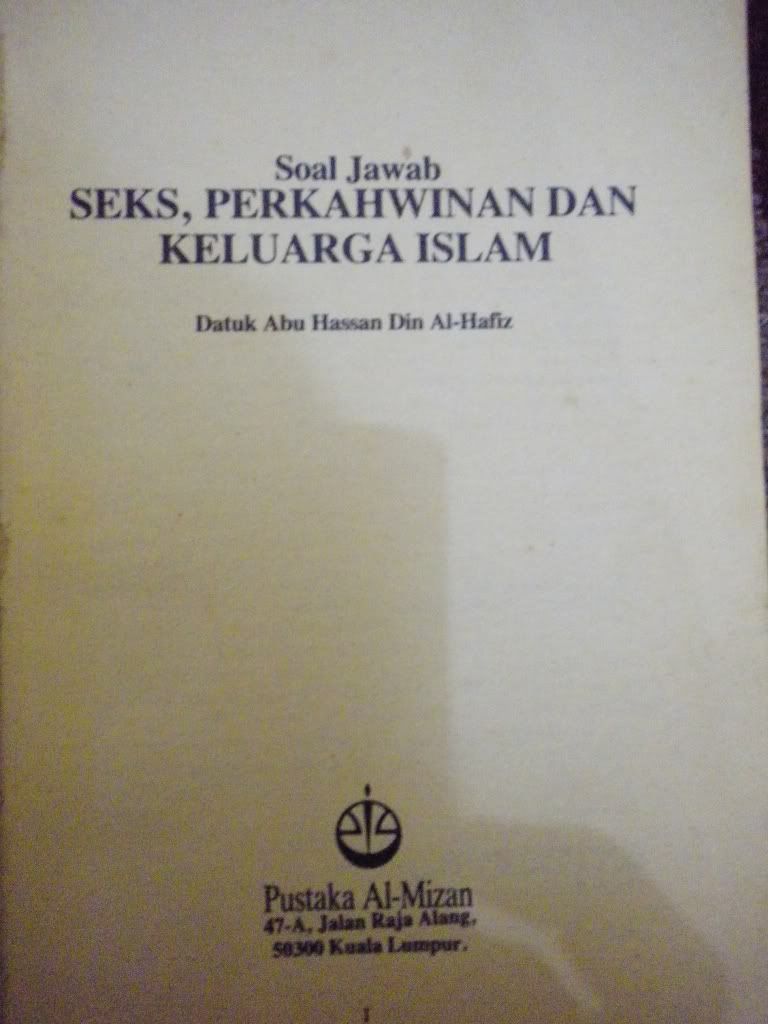 Soal Jawab
SEKS, PERKAHWINAN DAN
KELUARGA ISLAM
Datuk Abu Hassan Din Al-Hafiz
Pustaka Al-Mizan
47-A, Jalan Raja Alang,
50300 Kuala Lumpur.
I